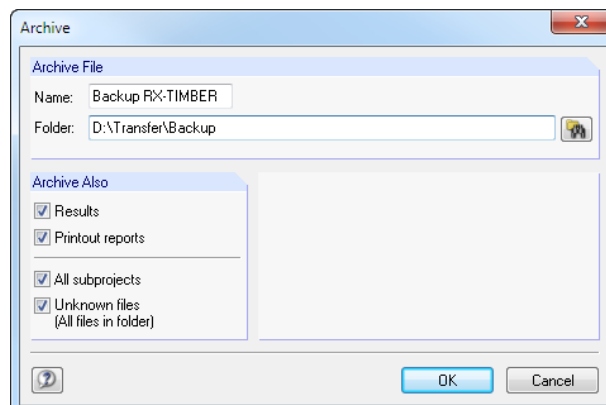 Archive
Archive File
Name: Backup RX-TIMBER
Folder: D:\Transfer\Backup
Archive Also
Results
Printout reports
All subprojects
Unknown files
(All files in folder)
OK Cancel